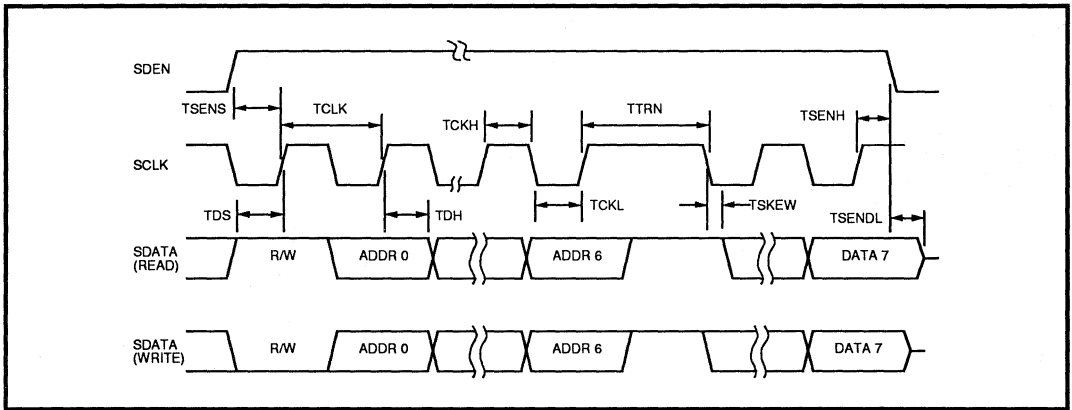 SDEN
TSENS
TCLK
TCKH
TTRN
TSENH
SCLK
TDS
TDH
TCKL
TSKEW
TSENDL
SDATA
(READ)
R/W
ADDR 0
ADDR 6
DATA 7
SDATA
(WRITE)
R/W
ADDR 0
ADDR 6
DATA 7